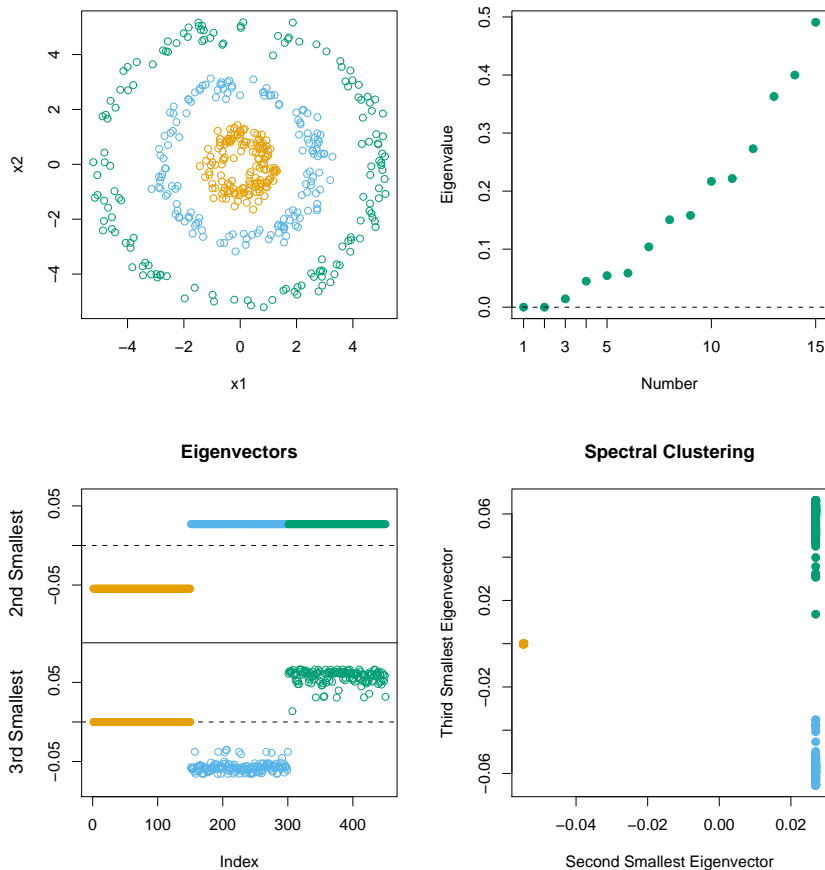 x2
4
2
0
−2
−4
−4 −2 0 2 4
x1
Eigenvalue
0.5
0.4
0.3
0.2
0.1
0.0
1 3 5 10 15
Number
Eigenvectors
2nd Smallest
0.05
−0.05
3rd Smallest
0.05
−0.05
0 100 200 300 400
Index
Spectral Clustering
Third Smallest Eigenvector
0.06
0.02
−0.02
−0.06
−0.04 −0.02 0.00 0.02
Second Smallest Eigenvector